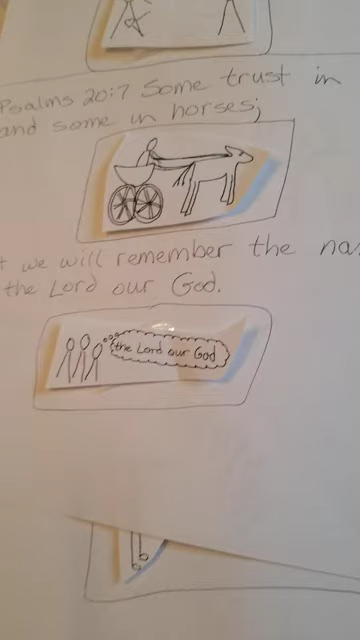 Psalms 20:7 Some trust in
and some in horses;
we will remember the
the Lord our God.
the Lord our God